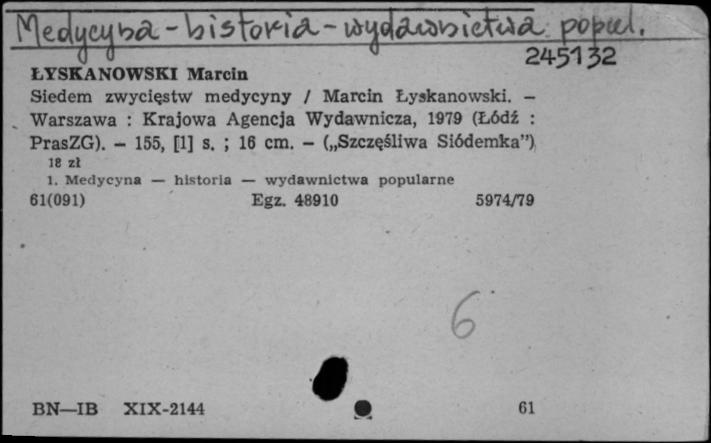 Medycyna - historia - wydawnictwa popul.
245132
ŁYSKANOWSKI Marcin
Siedem zwycięstw medycyny / Marcin Łyskanowski. –
Warszawa : Krajowa Agencja Wydawnicza, 1979 (Łódź :
PrasZG). – 155, [1] s. ; 16 cm. – („Szczęśliwa Siódemka")
18 zł
1. Medycyna — historia — wydawnictwa popularne
61(091) Egz. 48910 5974/79
6
BN—IB XIX-2144 61